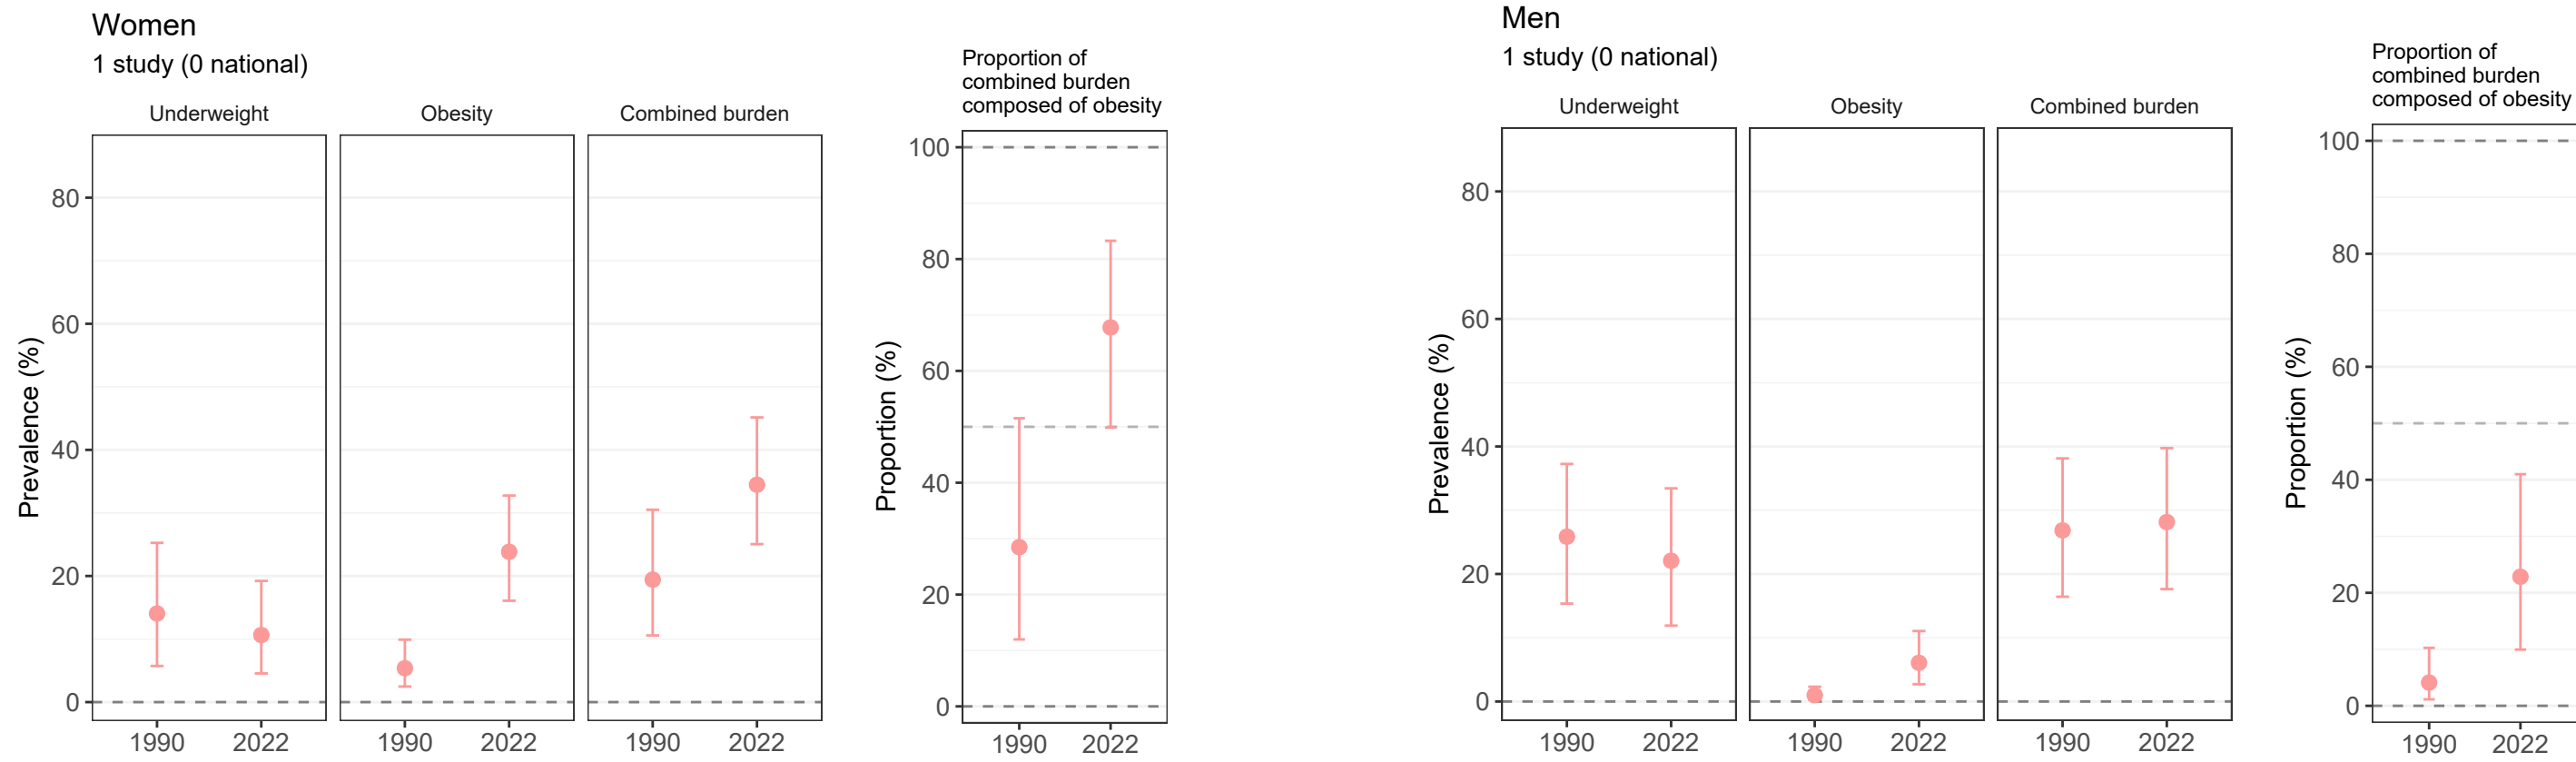 Women
1 study (0 national)
Underweight
Obesity
Combined burden
Prevalence (%)
80
60
40
20
0
1990
2022
1990
2022
1990
2022
Proportion of
combined burden
composed of obesity
Proportion (%)
100
80
60
40
20
0
1990
2022
Men
1 study (0 national)
Underweight
Obesity
Combined burden
Prevalence (%)
80
60
40
20
0
1990
2022
1990
2022
1990
2022
Proportion of
combined burden
composed of obesity
Proportion (%)
100
80
60
40
20
0
1990
2022